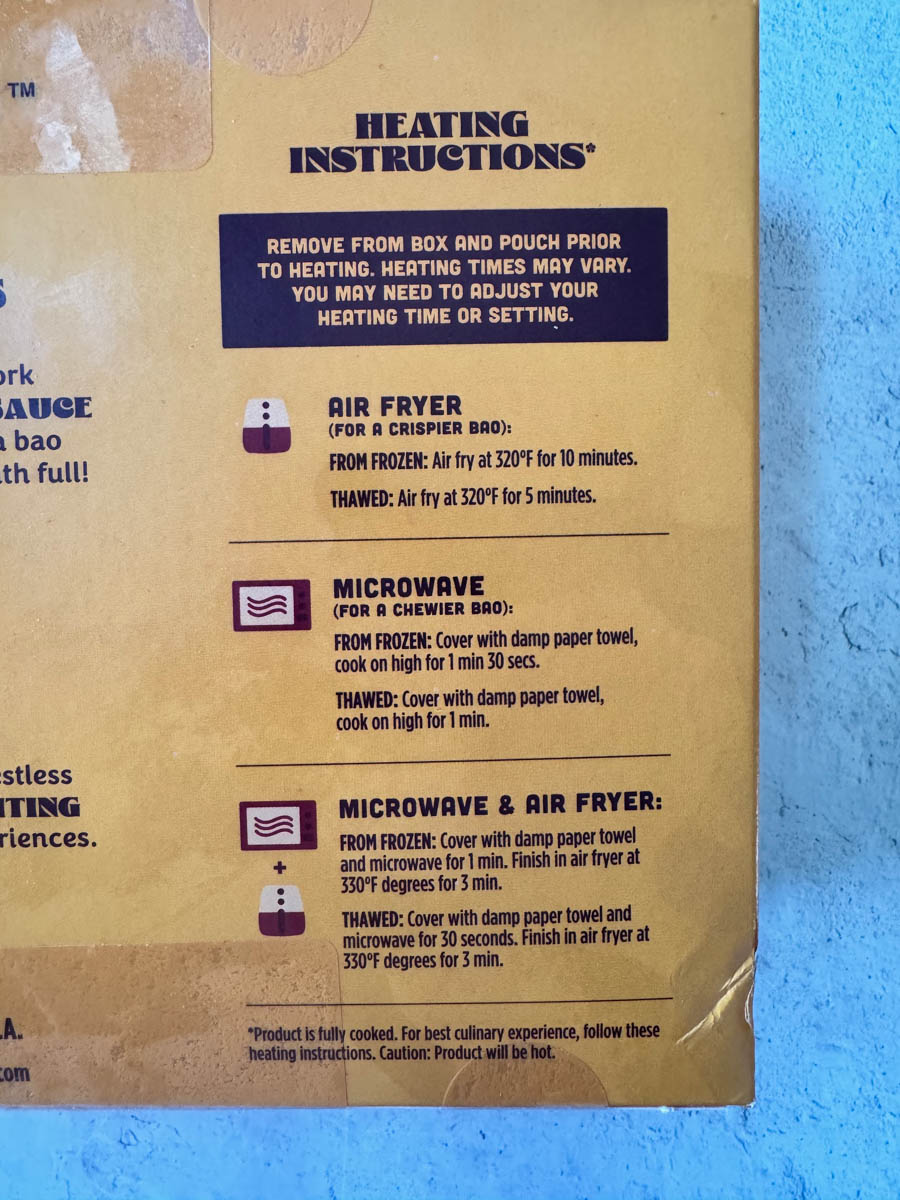 TM
HEATING
INSTRUCTIONS*
REMOVE FROM BOX AND POUCH PRIOR
TO HEATING. HEATING TIMES MAY VARY.
YOU MAY NEED TO ADJUST YOUR
HEATING TIME OR SETTING.
AIR FRYER
(FOR A CRISPIER BAO):
FROM FROZEN: Air fry at 320°F for 10 minutes.
THAWED: Air fry at 320°F for 5 minutes.
MICROWAVE
(FOR A CHEWIER BAO):
FROM FROZEN: Cover with damp paper towel,
cook on high for 1 min 30 secs.
THAWED: Cover with damp paper towel,
cook on high for 1 min.
MICROWAVE & AIR FRYER:
+
FROM FROZEN: Cover with damp paper towel
and microwave for 1 min. Finish in air fryer at
330°F degrees for 3 min.
THAWED: Cover with damp paper towel and
microwave for 30 seconds. Finish in air fryer at
330°F degrees for 3 min.
*Product is fully cooked. For best culinary experience, follow these
heating instructions. Caution: Product will be hot.
S
ork
SAUCE
a bao
th full!
stless
ITING
riences.
.A.
com